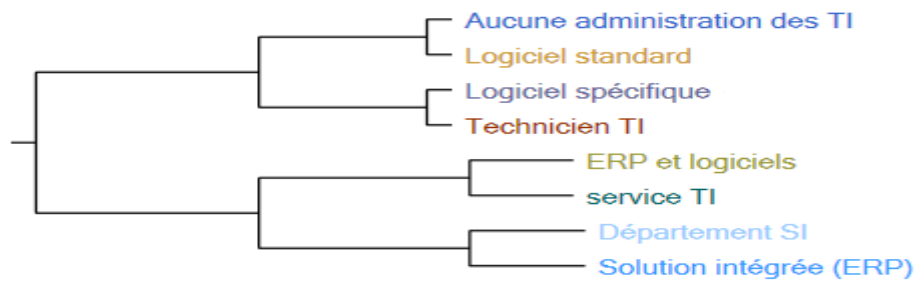 Aucune administration des TI
Logiciel standard
Logiciel spécifique
Technicien TI
ERP et logiciels
service TI
Département SI
Solution intégrée (ERP)